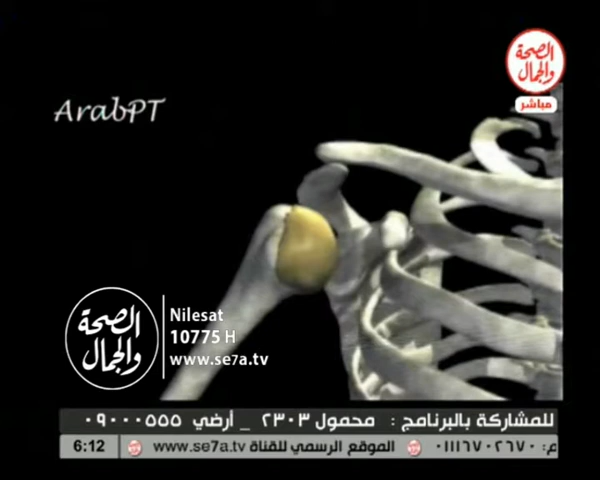 الصحة
والجمال
مباشر
ArabPT
الصحة
والجمال
Nilesat
10775 H
www.se7a.tv
للمشاركة بالبرنامج : محمول ٢٣٠٣ _ أرضي ٠٩٠٠٠٥٥٥
م: ٠١١١٦٧٠٢٦٧٠ الموقع الرسمي للقناة www.se7a.tv
6:12